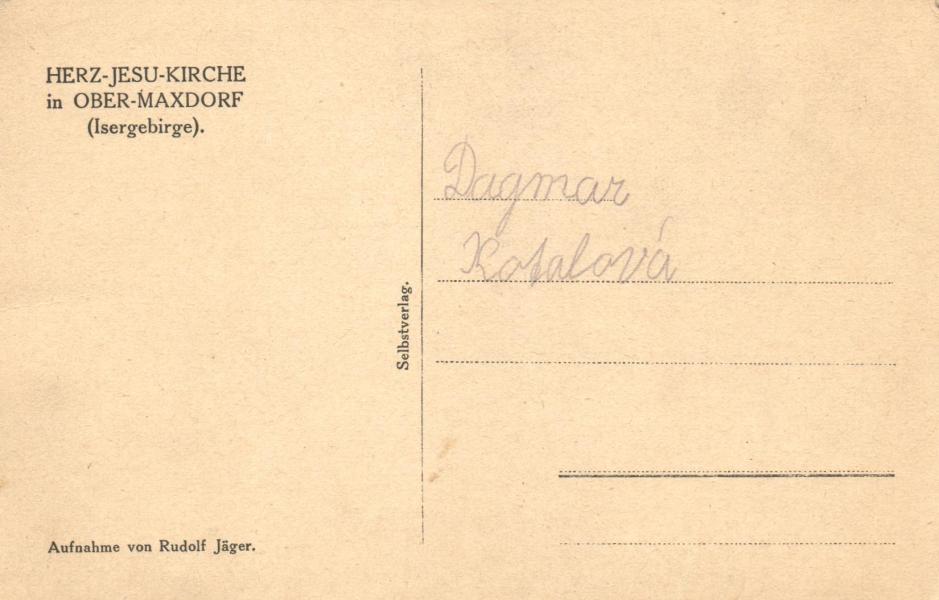 HERZ-JESU-KIRCHE
in OBER-MAXDORF
(Isergebirge).
Dagmar
Kotalová
Selbstverlag.
Aufnahme von Rudolf Jäger.